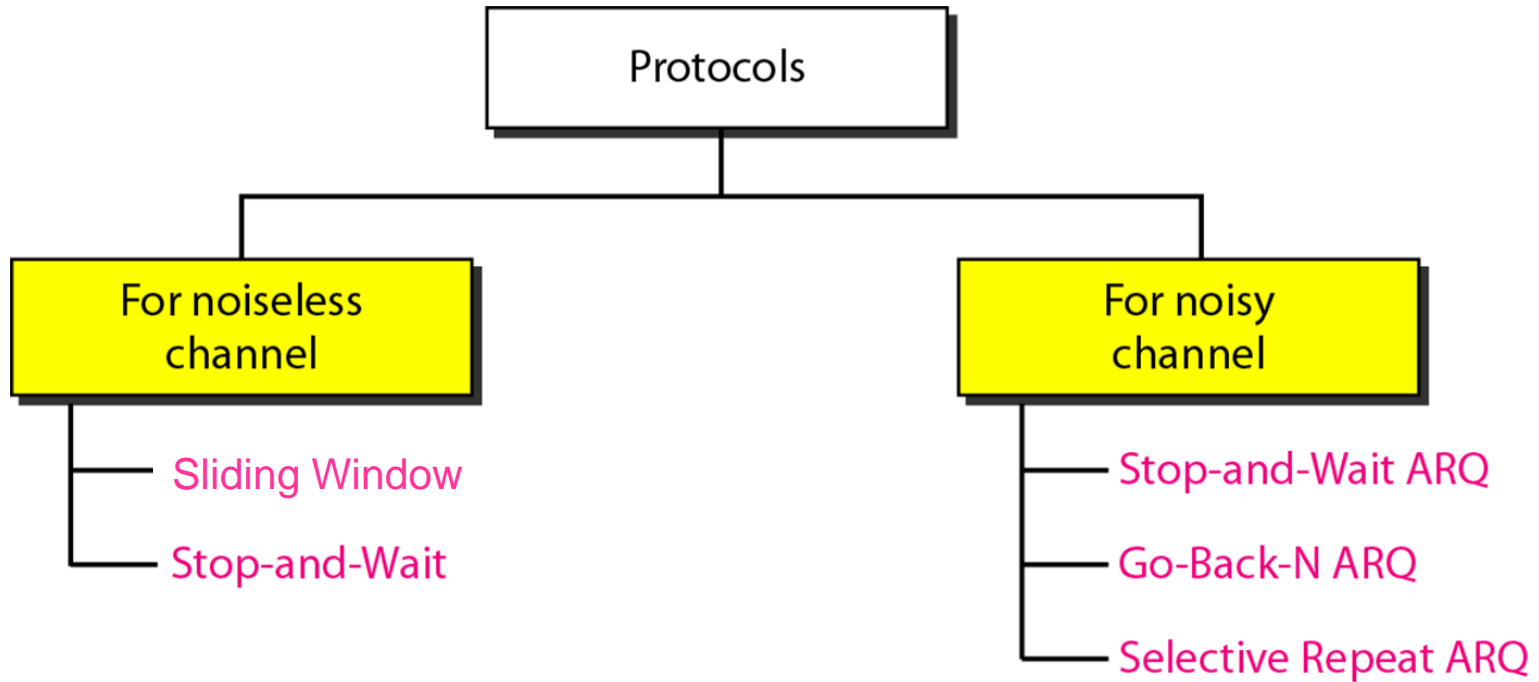 Protocols
For noiseless
channel
Sliding Window
Stop-and-Wait
For noisy
channel
Stop-and-Wait ARQ
Go-Back-N ARQ
Selective Repeat ARQ